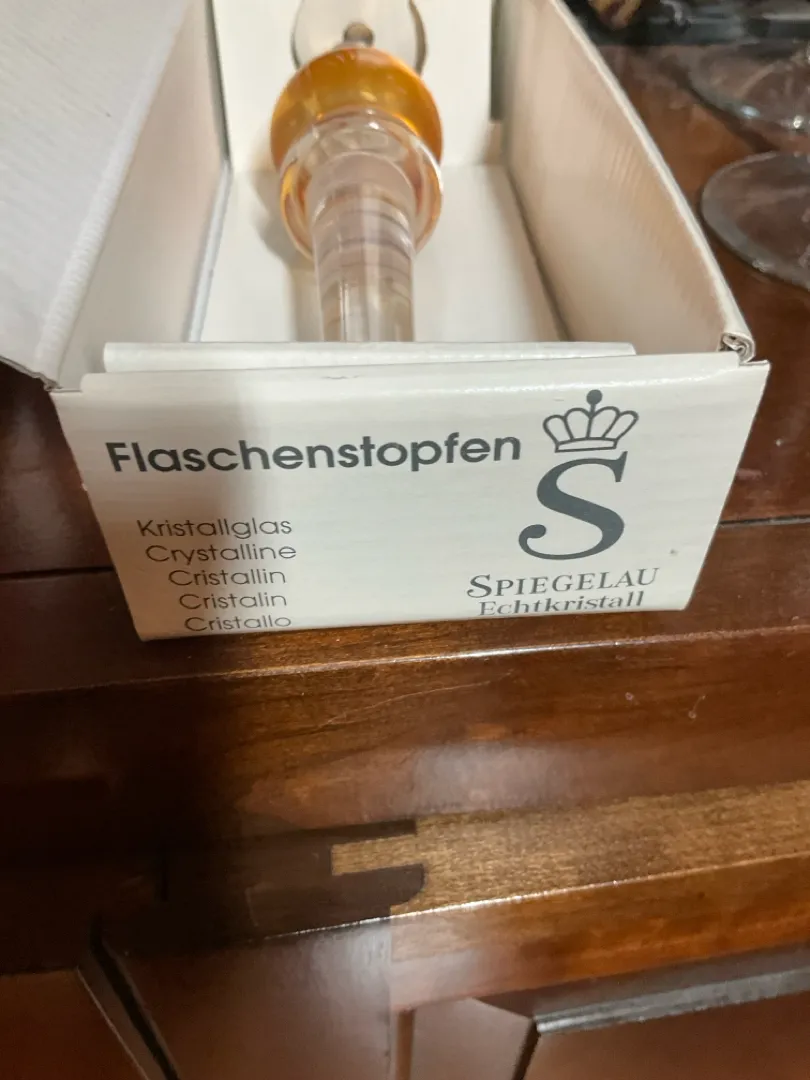 Flaschenstopfen
Kristallglas
Crystalline
Cristallin
Cristalin
Cristallo
S
SPIEGELAU
Echtkristall